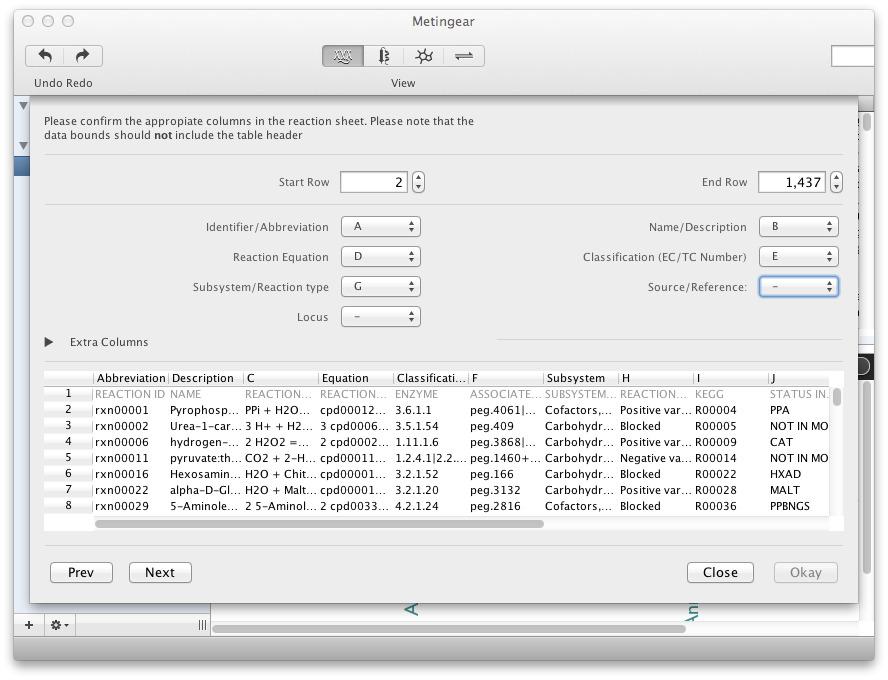 Metingear
Undo Redo
View
Please confirm the appropiate columns in the reaction sheet. Please note that the
data bounds should not include the table header
Start Row 2 End Row 1,437
Identifier/Abbreviation A Name/Description B
Reaction Equation D Classification (EC/TC Number) E
Subsystem/Reaction type G Source/Reference: –
Locus –
Extra Columns
Abbreviation Description C Equation Classificati... F Subsystem H I J
1 REACTION ID NAME REACTION... REACTION... ENZYME ASSOCIATE... SUBSYSTEM... REACTION... KEGG STATUS IN...
2 rxn00001 Pyrophosp... PPi + H2O... cpd00012... 3.6.1.1 peg.4061|... Cofactors,... Positive var... R00004 PPA
3 rxn00002 Urea-1-car... 3 H+ + H2... 3 cpd0006... 3.5.1.54 peg.409 Carbohydr... Blocked R00005 NOT IN MO
4 rxn00006 hydrogen-... 2 H2O2 =... 2 cpd0002... 1.11.1.6 peg.3868|... Carbohydr... Positive var... R00009 CAT
5 rxn00011 pyruvate:th... CO2 + 2-H... cpd00011... 1.2.4.1|2.2.... peg.1460+... Carbohydr... Negative va... R00014 NOT IN MO
6 rxn00016 Hexosamin... H2O + Chit... cpd00001... 3.2.1.52 peg.166 Carbohydr... Blocked R00022 HXAD
7 rxn00022 alpha-D-Gl... H2O + Malt... cpd00001... 3.2.1.20 peg.3132 Carbohydr... Positive var... R00028 MALT
8 rxn00029 5-Aminole... 2 5-Aminol... 2 cpd0033... 4.2.1.24 peg.2816 Cofactors,... Blocked R00036 PPBNGS
Prev Next Close Okay
A An